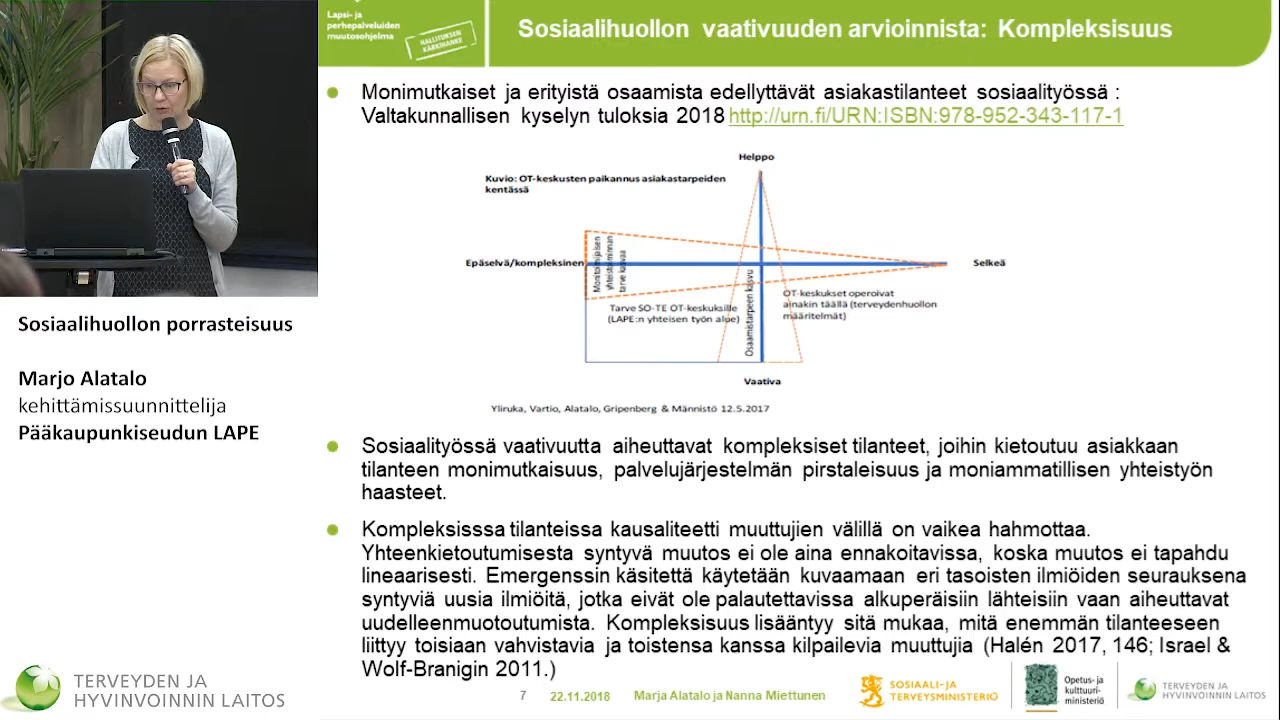 Lapsi- ja
perhepalveluiden
muutosohjelma
HALLITUKSEN
KÄRKIHANKE
Sosiaalihuollon vaativuuden arvioinnista: Kompleksisuus
Monimutkaiset ja erityistä osaamista edellyttävät asiakastilanteet sosiaalityössä :
Valtakunnallisen kyselyn tuloksia 2018 http://urn.fi/URN:ISBN:978-952-343-117-1
Helppo
Kuvio: OT-keskusten paikannus asiakastarpeiden
kentässä
Epäselvä/kompleksinen
Selkeä
Monitoimijaisen
yhteistoiminnan
tarve kasvaa
Osaamistarpeen kasvu
Tarve SO-TE OT-keskuksille
(LAPE:n yhteisen työn alue)
OT-keskukset operoivat
ainakin täällä (terveydenhuollon
määritelmät)
Vaativa
Yliruka, Vartio, Alatalo, Gripenberg & Männistö 12.5.2017
Sosiaalityössä vaativuutta aiheuttavat kompleksiset tilanteet, joihin kietoutuu asiakkaan
tilanteen monimutkaisuus, palvelujärjestelmän pirstaleisuus ja moniammatillisen yhteistyön
haasteet.
Kompleksisssa tilanteissa kausaliteetti muuttujien välillä on vaikea hahmottaa.
Yhteenkietoutumisesta syntyvä muutos ei ole aina ennakoitavissa, koska muutos ei tapahdu
lineaarisesti. Emergenssin käsitettä käytetään kuvaamaan eri tasoisten ilmiöiden seurauksena
syntyviä uusia ilmiöitä, jotka eivät ole palautettavissa alkuperäisiin lähteisiin vaan aiheuttavat
uudelleenmuotoutumista. Kompleksisuus lisääntyy sitä mukaa, mitä enemmän tilanteeseen
liittyy toisiaan vahvistavia ja toistensa kanssa kilpailevia muuttujia (Halén 2017, 146; Israel &
Wolf-Branigin 2011.)
7
22.11.2018
Marja Alatalo ja Nanna Miettunen
SOSIAALI- JA
TERVEYSMINISTERIÖ
Opetus- ja
kulttuuri-
ministeriö
TERVEYDEN JA
HYVINVOINNIN LAITOS
Sosiaalihuollon porrasteisuus
Marjo Alatalo
kehittämissuunnittelija
Pääkaupunkiseudun LAPE
TERVEYDEN JA
HYVINVOINNIN LAITOS